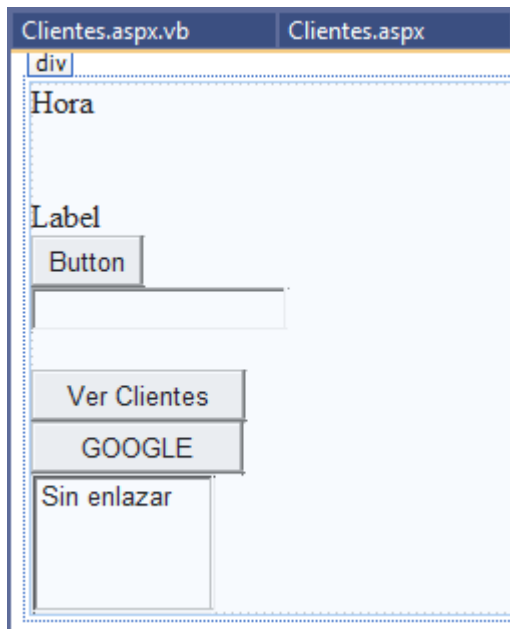 Clientes.aspx.vb Clientes.aspx
div
Hora
Label
Button
Ver Clientes
GOOGLE
Sin enlazar